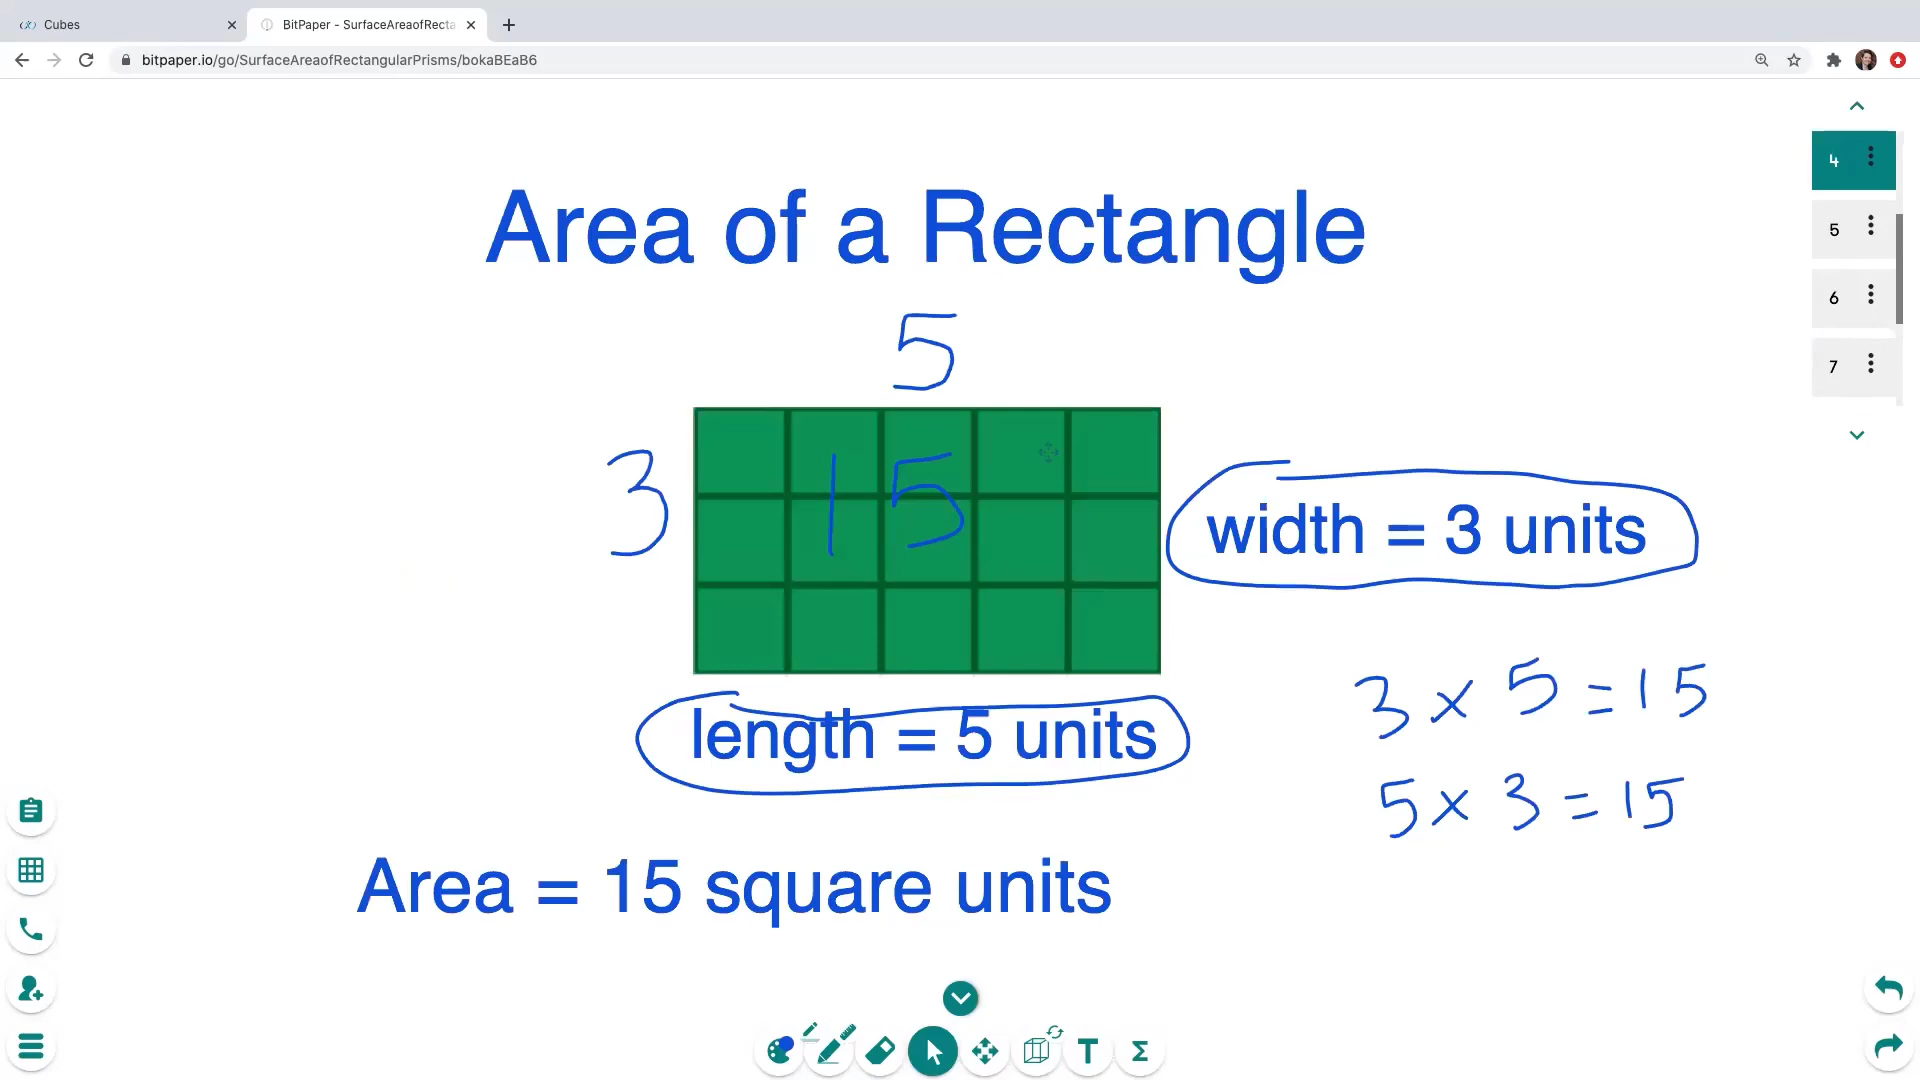 Cubes
BitPaper - SurfaceAreaofRecta
bitpaper.io/go/SurfaceAreaofRectangularPrisms/bokaBEaB6
4
5
6
7
Area of a Rectangle
5
3
15
width = 3 units
length = 5 units
3 x 5 = 15
5 x 3 = 15
Area = 15 square units
T
Σ